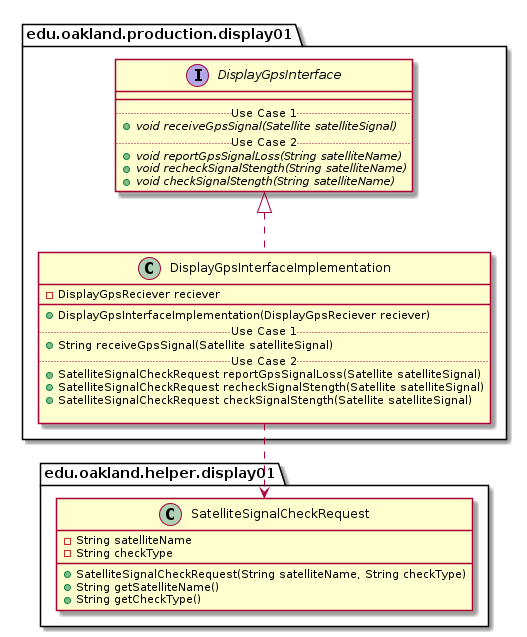 edu.oakland.production.display01
I DisplayGpsInterface
Use Case 1
void receiveGpsSignal(Satellite satelliteSignal)
Use Case 2
void reportGpsSignalLoss(String satelliteName)
void recheckSignalStength(String satelliteName)
void checkSignalStength(String satelliteName)
C DisplayGpsInterfaceImplementation
DisplayGpsReciever reciever
DisplayGpsInterfaceImplementation(DisplayGpsReciever reciever)
Use Case 1
String receiveGpsSignal(Satellite satelliteSignal)
Use Case 2
SatelliteSignalCheckRequest reportGpsSignalLoss(Satellite satelliteSignal)
SatelliteSignalCheckRequest recheckSignalStength(Satellite satelliteSignal)
SatelliteSignalCheckRequest checkSignalStength(Satellite satelliteSignal)
edu.oakland.helper.display01
C SatelliteSignalCheckRequest
String satelliteName
String checkType
SatelliteSignalCheckRequest(String satelliteName, String checkType)
String getSatelliteName()
String getCheckType()